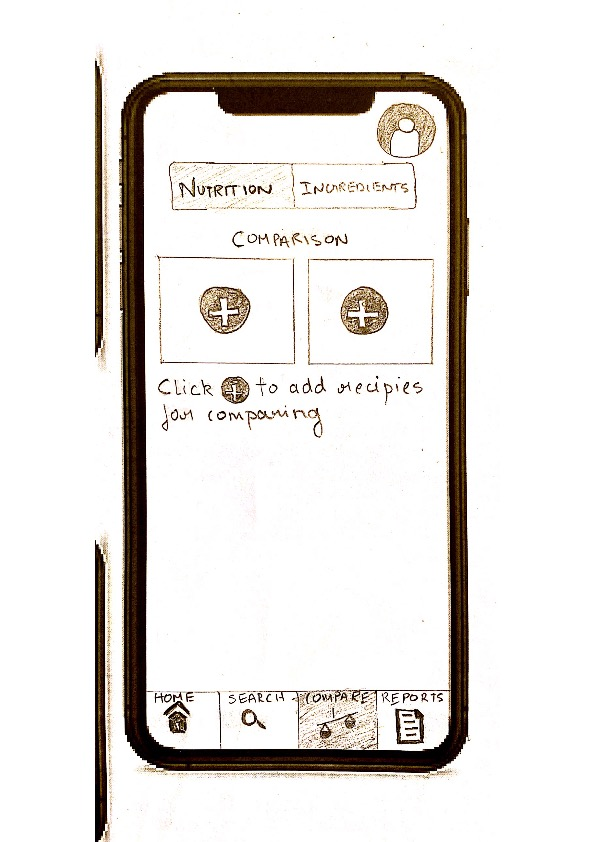 NUTRITION INGREDIENTS
COMPARISON
Click + to add recipies
for comparing
HOME SEARCH COMPARE REPORTS